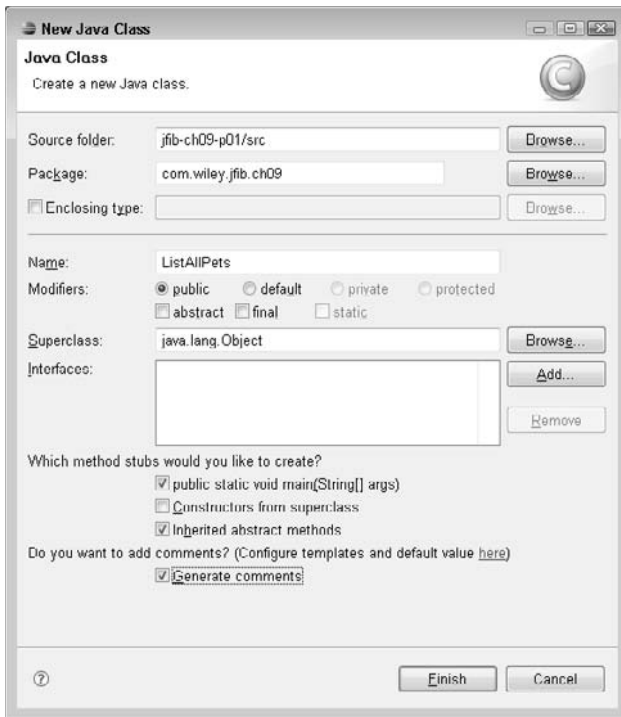 New Java Class
Java Class
Create a new Java class.
C
Source folder: jfib-ch09-p01/src Browse...
Package: com.wiley.jfib.ch09 Browse...
Enclosing type: Browse...
Name: ListAllPets
Modifiers: public default private protected
abstract final static
Superclass: java.lang.Object Browse...
Interfaces: Add...
Remove
Which method stubs would you like to create?
public static void main(String[] args)
Constructors from superclass
Inherited abstract methods
Do you want to add comments? (Configure templates and default value here)
Generate comments
? Finish Cancel